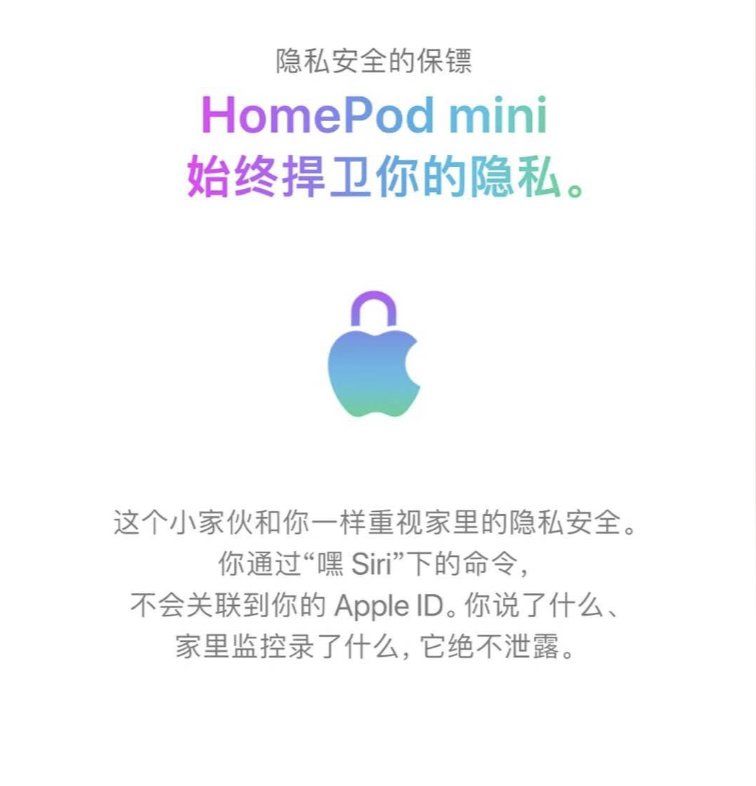 隐私安全的保镖
HomePod mini
始终捍卫你的隐私。
这个小家伙和你一样重视家里的隐私安全。
你通过“嘿 Siri”下的命令，
不会关联到你的 Apple ID。你说了什么、
家里监控录了什么，它绝不泄露。